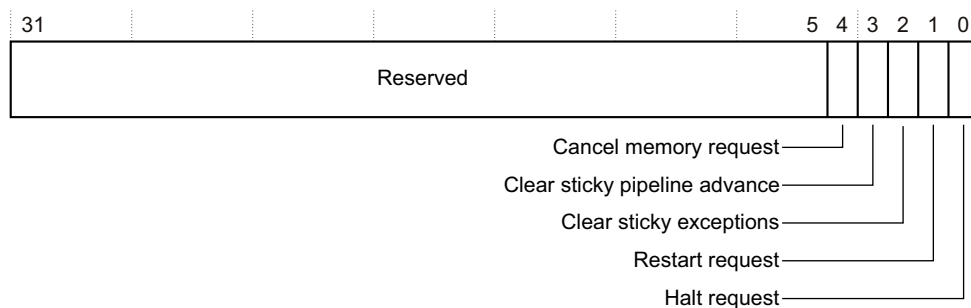 31 5 4 3 2 1 0
Reserved
Cancel memory request
Clear sticky pipeline advance
Clear sticky exceptions
Restart request
Halt request